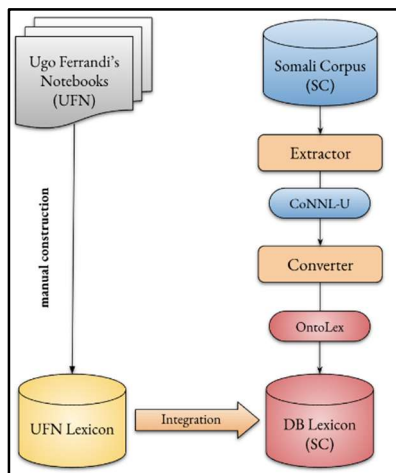 Ugo Ferrandi's
Notebooks
(UFN)
Somali Corpus
(SC)
Extractor
CoNNL-U
Converter
manual construction
OntoLex
UFN Lexicon
Integration
DB Lexicon
(SC)